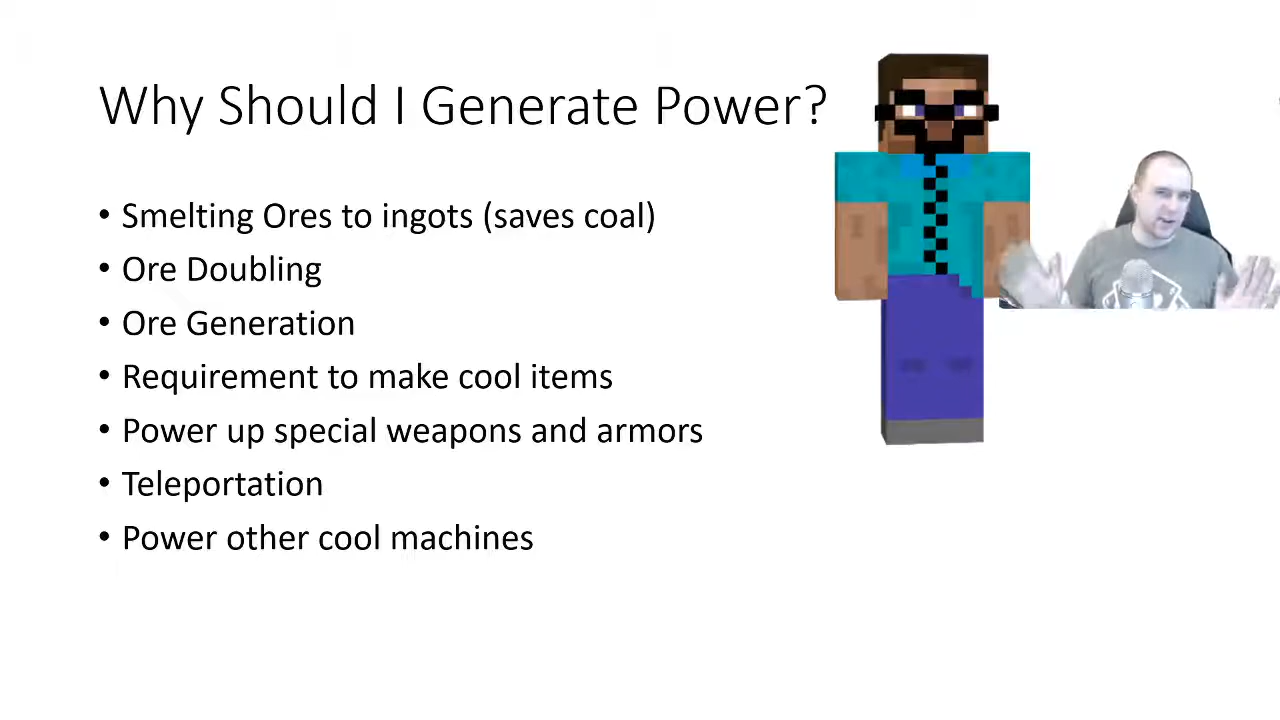 Why Should I Generate Power?
• Smelting Ores to ingots (saves coal)
• Ore Doubling
• Ore Generation
• Requirement to make cool items
• Power up special weapons and armors
• Teleportation
• Power other cool machines